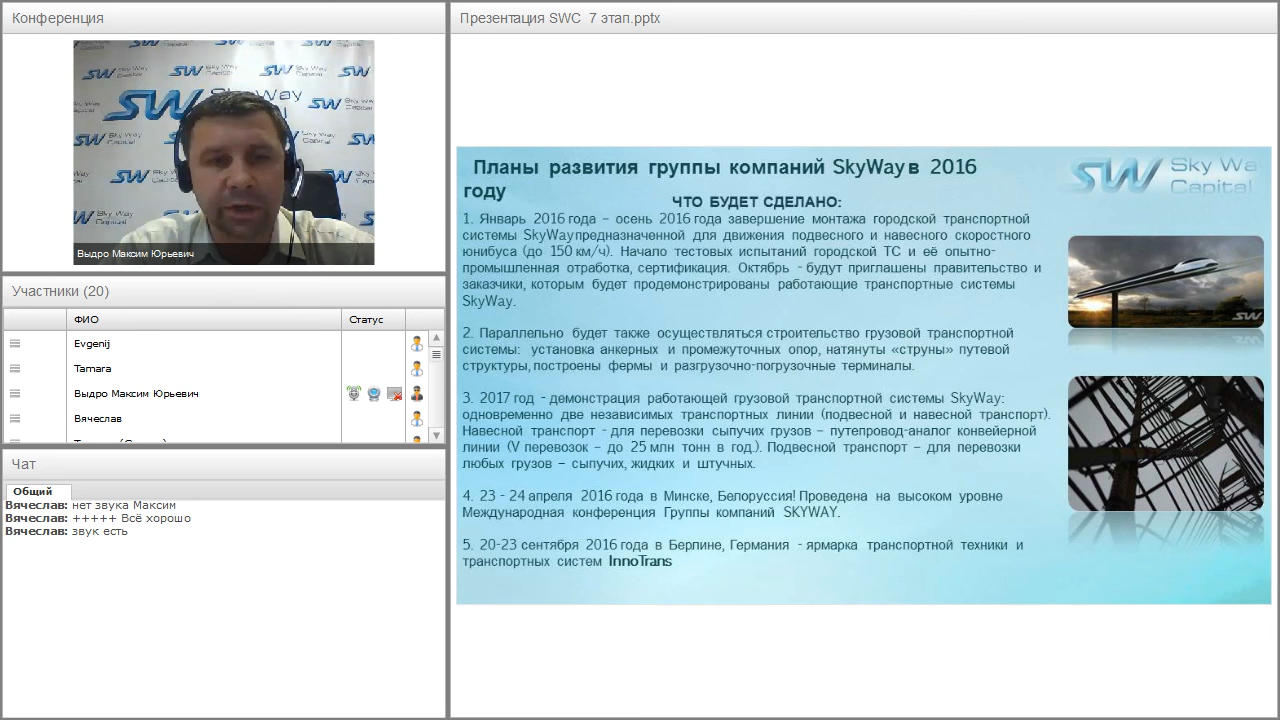 Конференция
SW Sky Way Capital
Выдро Максим Юрьевич
Участники (20)
ФИО
Статус
Evgenij
Tamara
Выдро Максим Юрьевич
Вячеслав
Чат
Общий
Вячеслав: нет звука Максим
Вячеслав: +++++ Всё хорошо
Вячеслав: звук есть
Презентация SWC 7 этап.pptx
Планы развития группы компаний SkyWay в 2016
году
SW Sky Wa
Capital
ЧТО БУДЕТ СДЕЛАНО:
1. Январь 2016 года – осень 2016 года завершение монтажа городской транспортной
системы SkyWay предназначенной для движения подвесного и навесного скоростного
юнибуса (до 150 км/ч). Начало тестовых испытаний городской ТС и её опытно-
промышленная отработка, сертификация. Октябрь - будут приглашены правительство и
заказчики, которым будет продемонстрированы работающие транспортные системы
SkyWay.
2. Параллельно будет также осуществляться строительство грузовой транспортной
системы: установка анкерных и промежуточных опор, натянуты «струны» путевой
структуры, построены фермы и разгрузочно-погрузочные терминалы.
3. 2017 год - демонстрация работающей грузовой транспортной системы SkyWay:
одновременно две независимых транспортных линии (подвесной и навесной транспорт).
Навесной транспорт - для перевозки сыпучих грузов – путепровод-аналог конвейерной
линии (V перевозок – до 25 млн тонн в год.). Подвесной транспорт – для перевозки
любых грузов – сыпучих, жидких и штучных.
4. 23 - 24 апреля 2016 года в Минске, Белоруссия! Проведена на высоком уровне
Международная конференция Группы компаний SKYWAY.
5. 20-23 сентября 2016 года в Берлине, Германия - ярмарка транспортной техники и
транспортных систем InnoTrans
SW